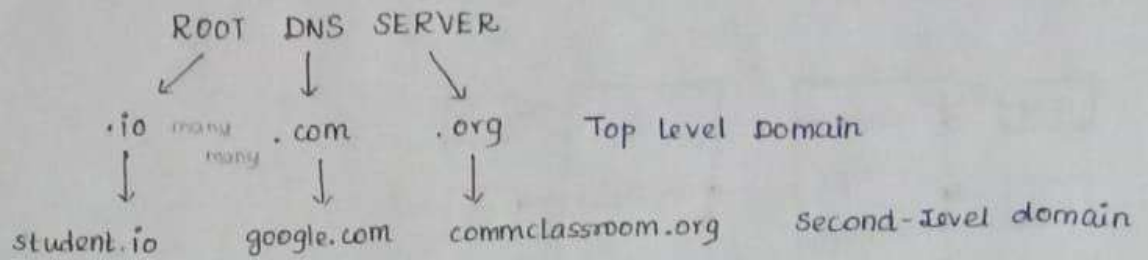 ROOT DNS SERVER
.io many .com .org Top Level Domain
many
student.io google.com commclassroom.org Second-Level domain